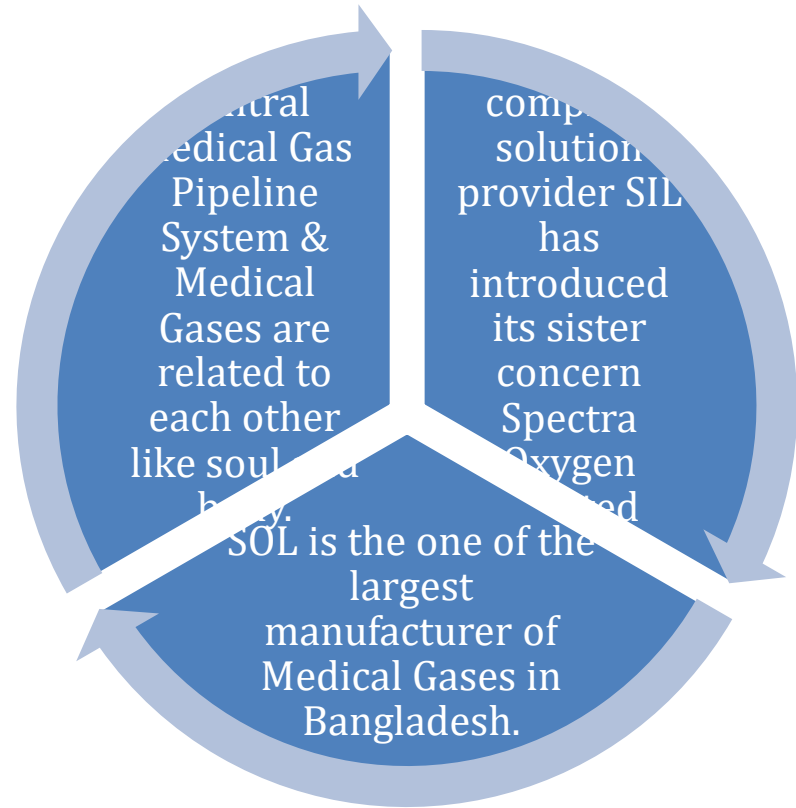 Medical Gas
Pipeline
System &
Medical
Gases are
related to
each other
like soul
solution
provider SIL
has
introduced
its sister
concern
Spectra
Oxygen
SOL is the one of the
largest
manufacturer of
Medical Gases in
Bangladesh.